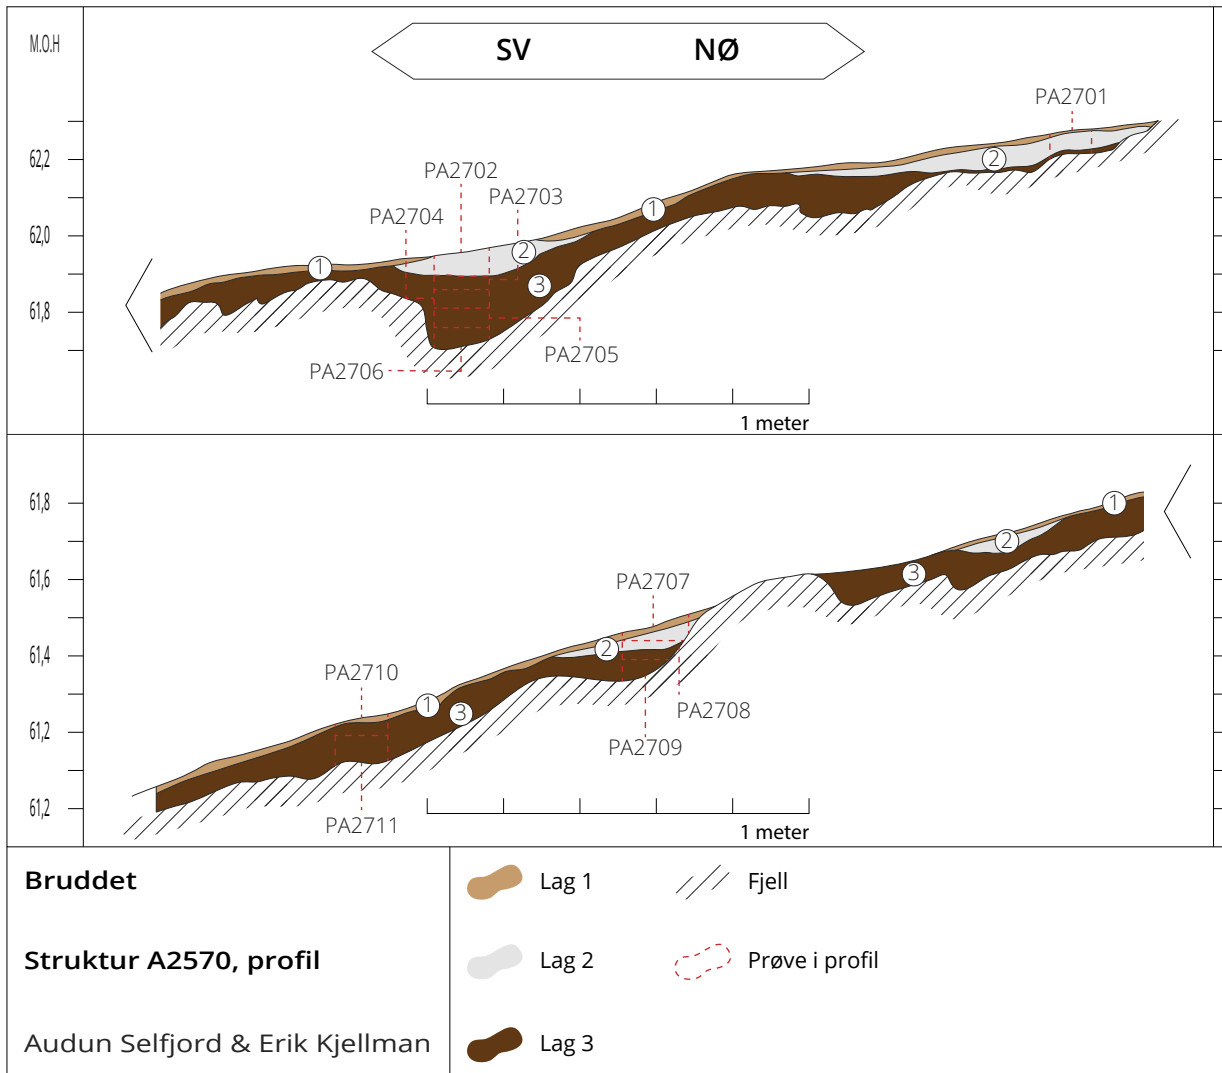 M.O.H
SV NØ
PA2701
62,2
2
PA2702
PA2703
1
PA2704
62,0
2
1
3
61,8
PA2705
PA2706
1 meter
61,8
1
2
61,6
3
PA2707
61,4
2
PA2710
1
3
PA2708
61,2
PA2709
61,2
PA2711
1 meter
Bruddet
Struktur A2570, profil
Audun Selfjord & Erik Kjellman
Lag 1
Fjell
Lag 2
Prøve i profil
Lag 3